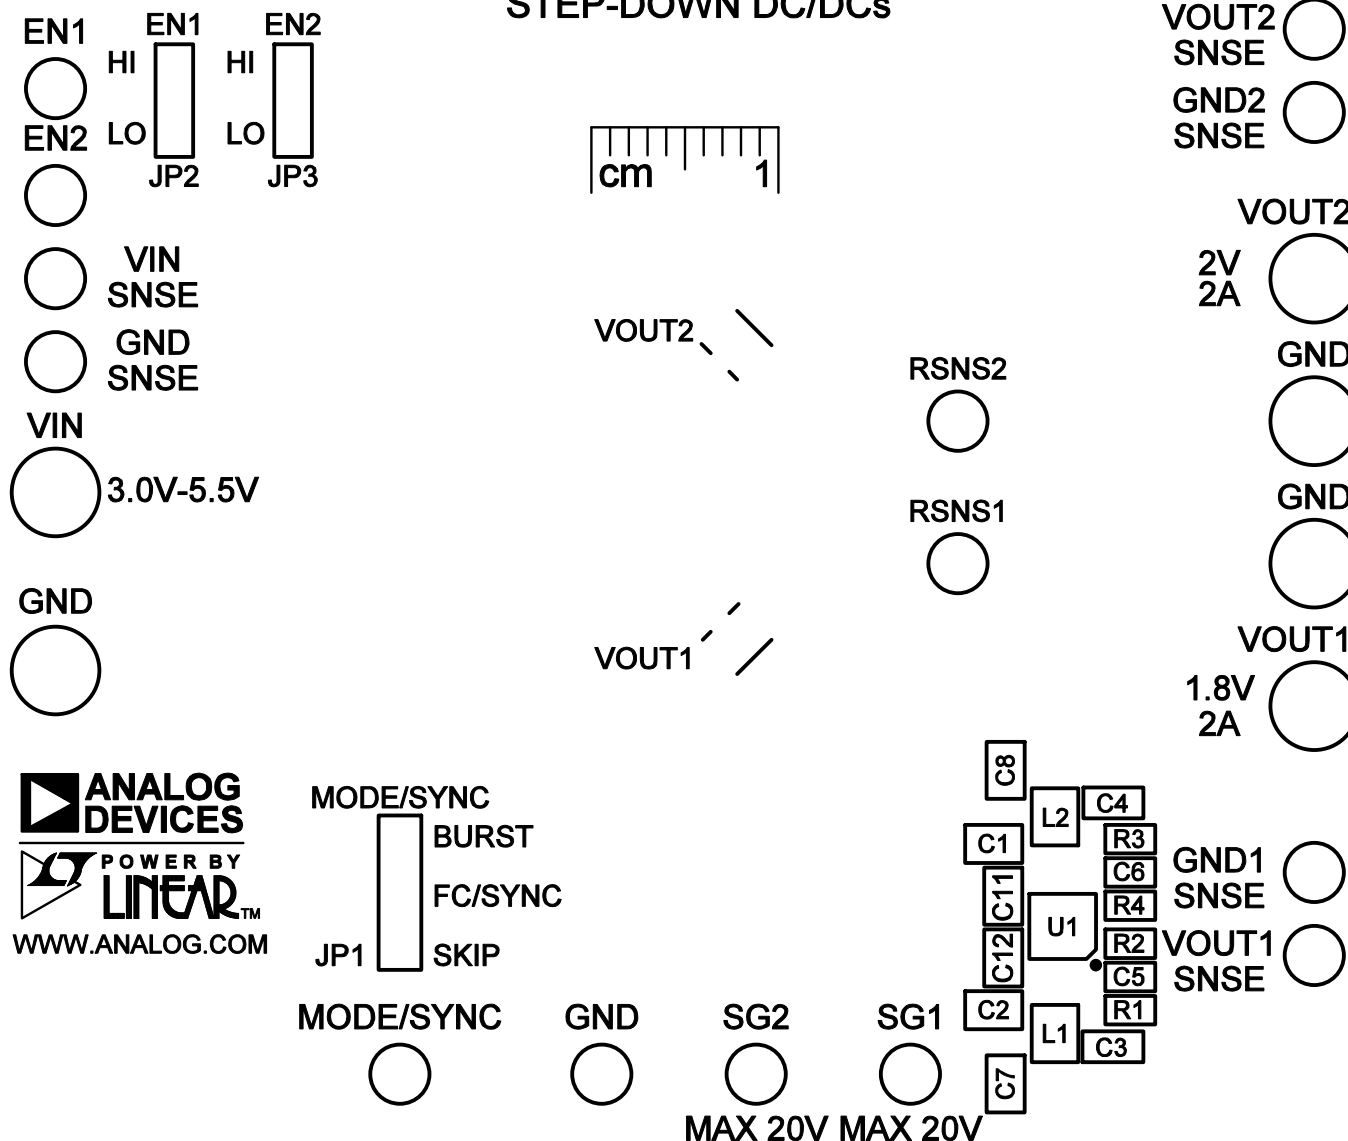 STEP-DOWN DC/DCs
EN1
EN1
HI
LO
JP2
EN2
HI
LO
JP3
EN2
VIN
SNSE
GND
SNSE
VIN
3.0V-5.5V
GND
cm 1
VOUT2
VOUT1
RSNS2
RSNS1
VOUT2
SNSE
GND2
SNSE
VOUT2
2V
2A
GND
GND
VOUT1
1.8V
2A
GND1
SNSE
VOUT1
SNSE
ANALOG
DEVICES
POWER BY
LINEAR™
WWW.ANALOG.COM
MODE/SYNC
BURST
FC/SYNC
JP1
SKIP
MODE/SYNC
GND
SG2
MAX 20V
SG1
MAX 20V
C8
L2
C4
C1
R3
C6
C11
R4
U1
C12
R2
C5
C2
R1
L1
C3
C7